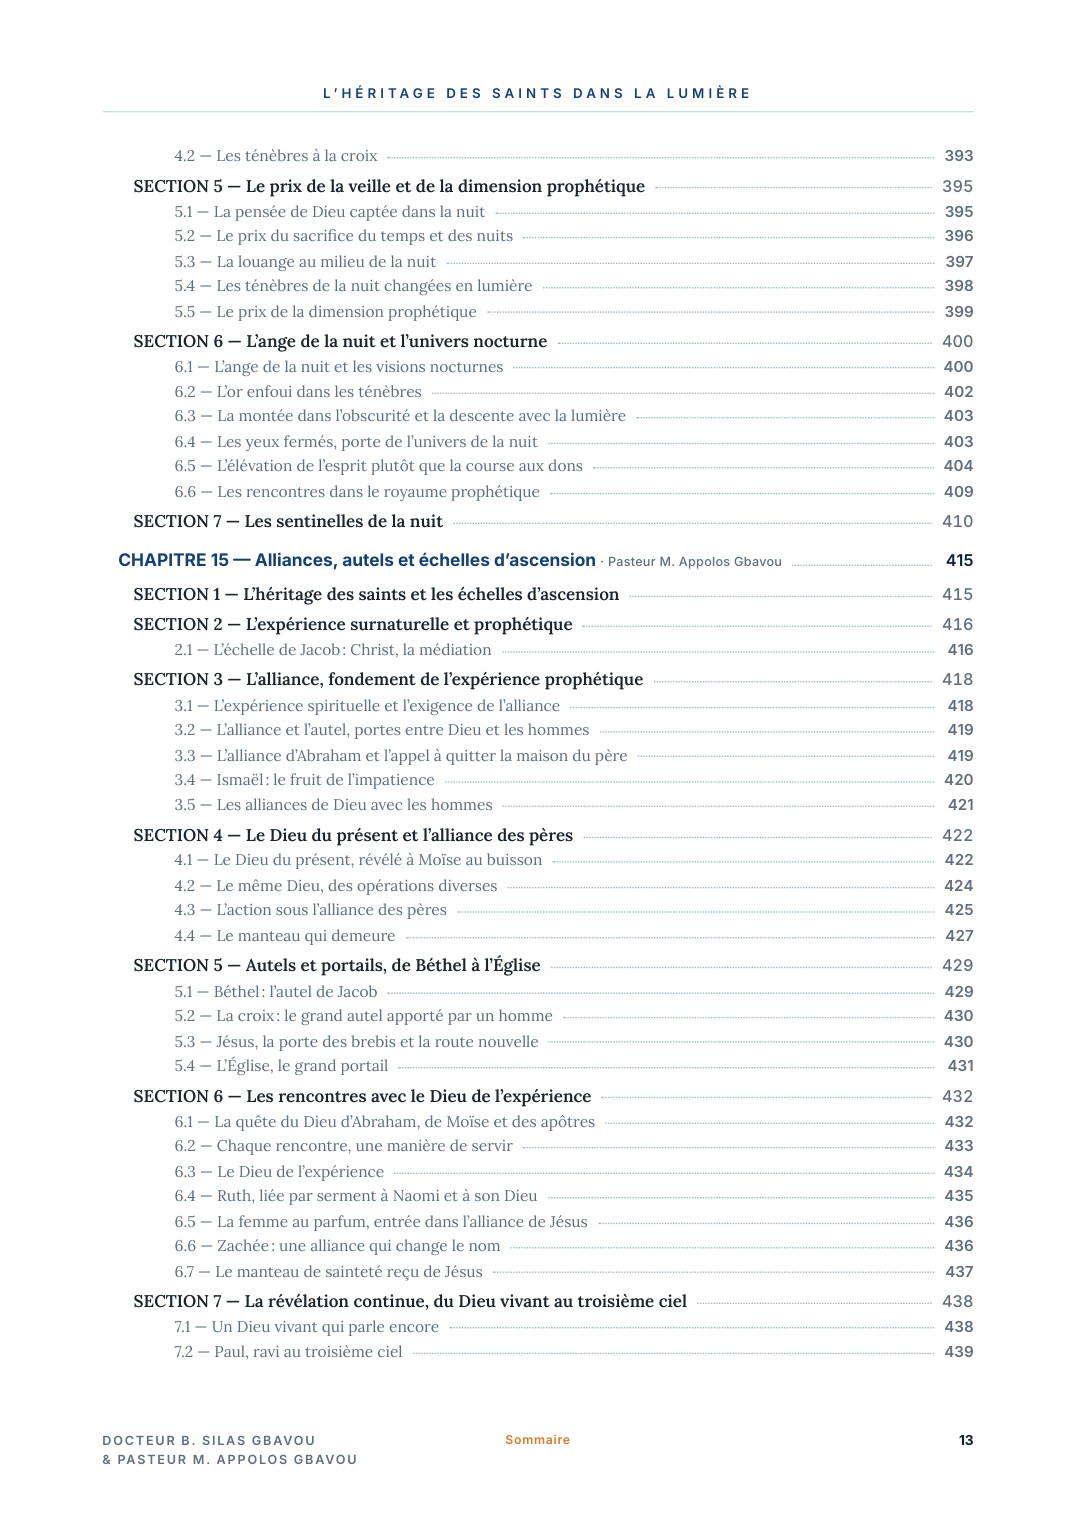 L’HÉRITAGE DES SAINTS DANS LA LUMIÈRE
4.2 — Les ténèbres à la croix 393
SECTION 5 — Le prix de la veille et de la dimension prophétique 395
5.1 — La pensée de Dieu captée dans la nuit 395
5.2 — Le prix du sacrifice du temps et des nuits 396
5.3 — La louange au milieu de la nuit 397
5.4 — Les ténèbres de la nuit changées en lumière 398
5.5 — Le prix de la dimension prophétique 399
SECTION 6 — L’ange de la nuit et l’univers nocturne 400
6.1 — L’ange de la nuit et les visions nocturnes 400
6.2 — L’or enfoui dans les ténèbres 402
6.3 — La montée dans l’obscurité et la descente avec la lumière 403
6.4 — Les yeux fermés, porte de l’univers de la nuit 403
6.5 — L’élévation de l’esprit plutôt que la course aux dons 404
6.6 — Les rencontres dans le royaume prophétique 409
SECTION 7 — Les sentinelles de la nuit 410
CHAPITRE 15 — Alliances, autels et échelles d’ascension · Pasteur M. Appolos Gbavou 415
SECTION 1 — L’héritage des saints et les échelles d’ascension 415
SECTION 2 — L’expérience surnaturelle et prophétique 416
2.1 — L’échelle de Jacob : Christ, la médiation 416
SECTION 3 — L’alliance, fondement de l’expérience prophétique 418
3.1 — L’expérience spirituelle et l’exigence de l’alliance 418
3.2 — L’alliance et l’autel, portes entre Dieu et les hommes 419
3.3 — L’alliance d’Abraham et l’appel à quitter la maison du père 419
3.4 — Ismaël : le fruit de l’impatience 420
3.5 — Les alliances de Dieu avec les hommes 421
SECTION 4 — Le Dieu du présent et l’alliance des pères 422
4.1 — Le Dieu du présent, révélé à Moïse au buisson 422
4.2 — Le même Dieu, des opérations diverses 424
4.3 — L’action sous l’alliance des pères 425
4.4 — Le manteau qui demeure 427
SECTION 5 — Autels et portails, de Béthel à l’Église 429
5.1 — Béthel : l’autel de Jacob 429
5.2 — La croix : le grand autel apporté par un homme 430
5.3 — Jésus, la porte des brebis et la route nouvelle 430
5.4 — L’Église, le grand portail 431
SECTION 6 — Les rencontres avec le Dieu de l’expérience 432
6.1 — La quête du Dieu d’Abraham, de Moïse et des apôtres 432
6.2 — Chaque rencontre, une manière de servir 433
6.3 — Le Dieu de l’expérience 434
6.4 — Ruth, liée par serment à Naomi et à son Dieu 435
6.5 — La femme au parfum, entrée dans l’alliance de Jésus 436
6.6 — Zachée : une alliance qui change le nom 436
6.7 — Le manteau de sainteté reçu de Jésus 437
SECTION 7 — La révélation continue, du Dieu vivant au troisième ciel 438
7.1 — Un Dieu vivant qui parle encore 438
7.2 — Paul, ravi au troisième ciel 439
DOCTEUR B. SILAS GBAVOU
& PASTEUR M. APPOLOS GBAVOU
Sommaire
13